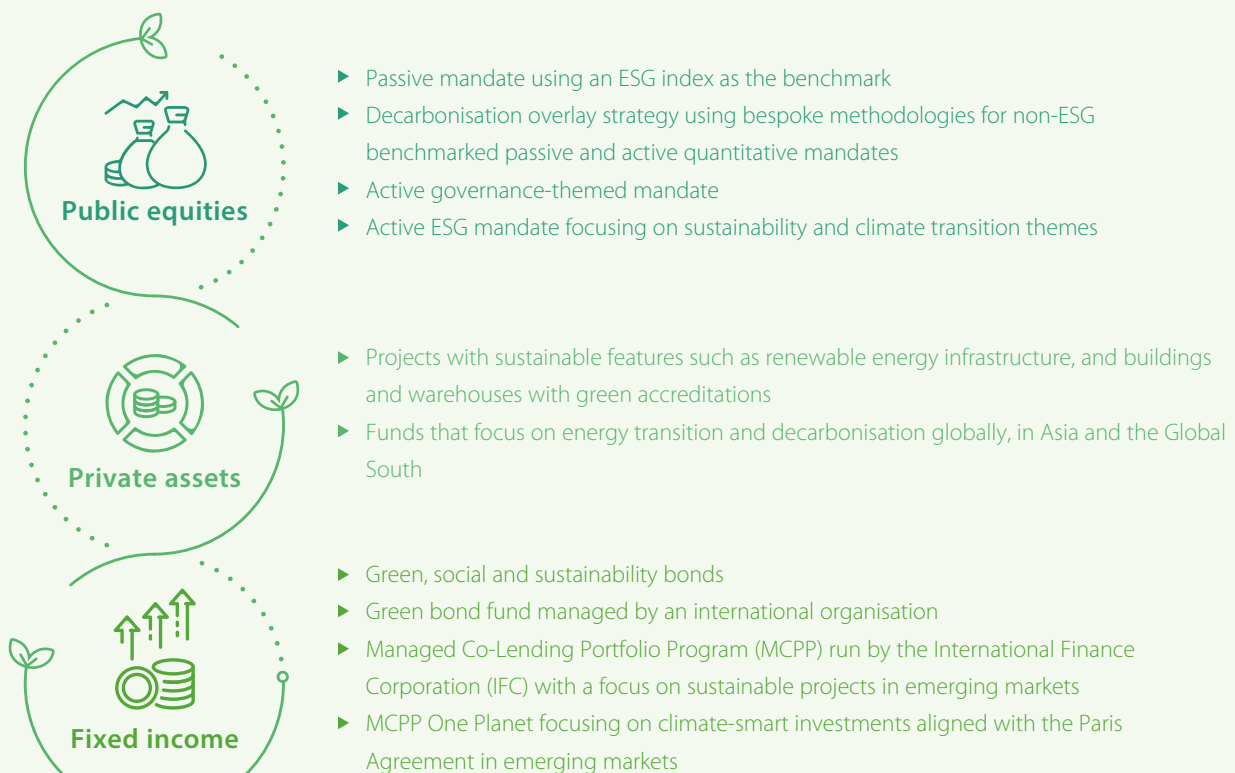 Public equities
Passive mandate using an ESG index as the benchmark
Decarbonisation overlay strategy using bespoke methodologies for non-ESG
benchmarked passive and active quantitative mandates
Active governance-themed mandate
Active ESG mandate focusing on sustainability and climate transition themes
Private assets
Projects with sustainable features such as renewable energy infrastructure, and buildings
and warehouses with green accreditations
Funds that focus on energy transition and decarbonisation globally, in Asia and the Global
South
Fixed income
Green, social and sustainability bonds
Green bond fund managed by an international organisation
Managed Co-Lending Portfolio Program (MCPP) run by the International Finance
Corporation (IFC) with a focus on sustainable projects in emerging markets
MCPP One Planet focusing on climate-smart investments aligned with the Paris
Agreement in emerging markets